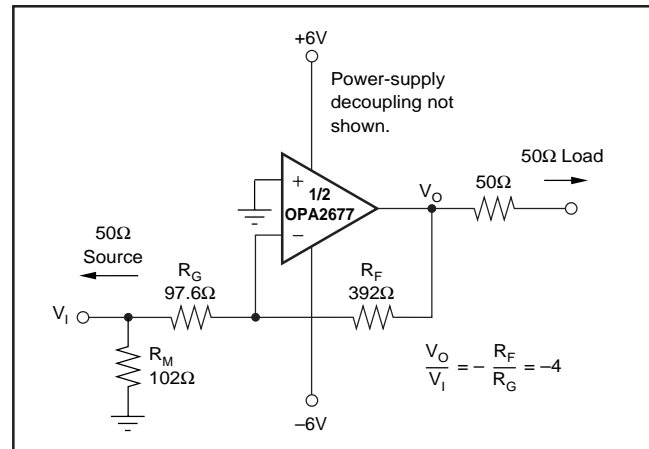 +6V
Power-supply
decoupling not
shown.
50Ω Load
+
1/2
OPA2677
−
V_O
50Ω
50Ω
Source
R_G
97.6Ω
R_F
392Ω
V_I
R_M
102Ω
V_O/V_I = − R_F/R_G = −4
−6V